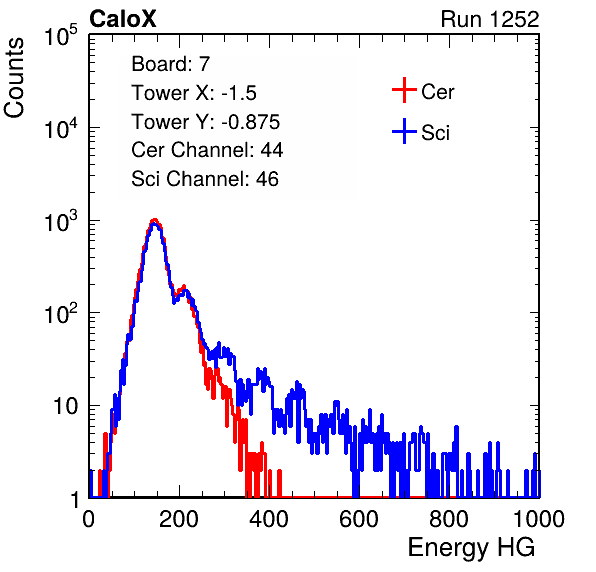 CaloX Run 1252
Counts
10^5
10^4
10^3
10^2
10
1
Board: 7
Tower X: -1.5
Tower Y: -0.875
Cer Channel: 44
Sci Channel: 46
Cer
Sci
0 200 400 600 800 1000
Energy HG